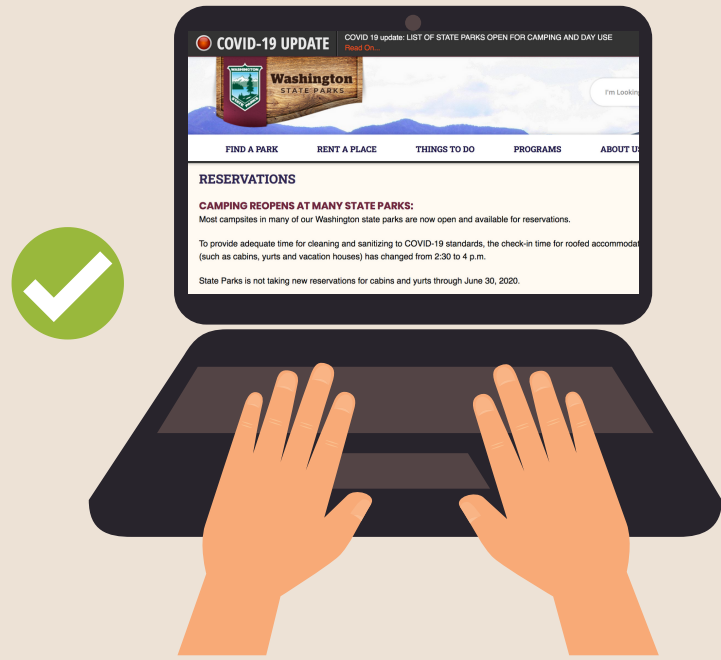 COVID-19 UPDATE
COVID 19 update: LIST OF STATE PARKS OPEN FOR CAMPING AND DAY USE
Read On...
WASHINGTON
STATE PARKS
Washington
STATE PARKS
I'm Looking
FIND A PARK RENT A PLACE THINGS TO DO PROGRAMS ABOUT U
RESERVATIONS
CAMPING REOPENS AT MANY STATE PARKS:
Most campsites in many of our Washington state parks are now open and available for reservations.
To provide adequate time for cleaning and sanitizing to COVID-19 standards, the check-in time for roofed accommodat
(such as cabins, yurts and vacation houses) has changed from 2:30 to 4 p.m.
State Parks is not taking new reservations for cabins and yurts through June 30, 2020.